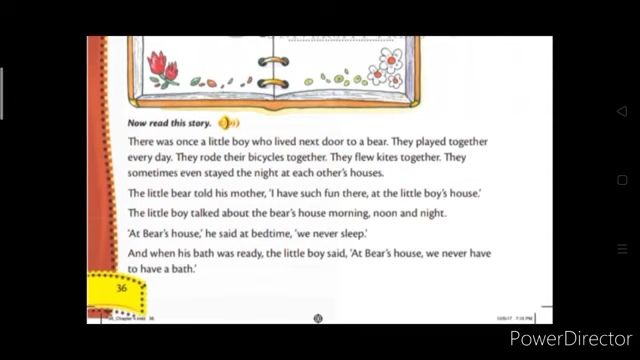 Now read this story.
There was once a little boy who lived next door to a bear. They played together
every day. They rode their bicycles together. They flew kites together. They
sometimes even stayed the night at each other's houses.
The little bear told his mother, 'I have such fun there, at the little boy's house.'
The little boy talked about the bear's house morning, noon and night.
'At Bear's house,' he said at bedtime, 'we never sleep.'
And when his bath was ready, the little boy said, 'At Bear's house, we never have
to have a bath.'
36
PowerDirector